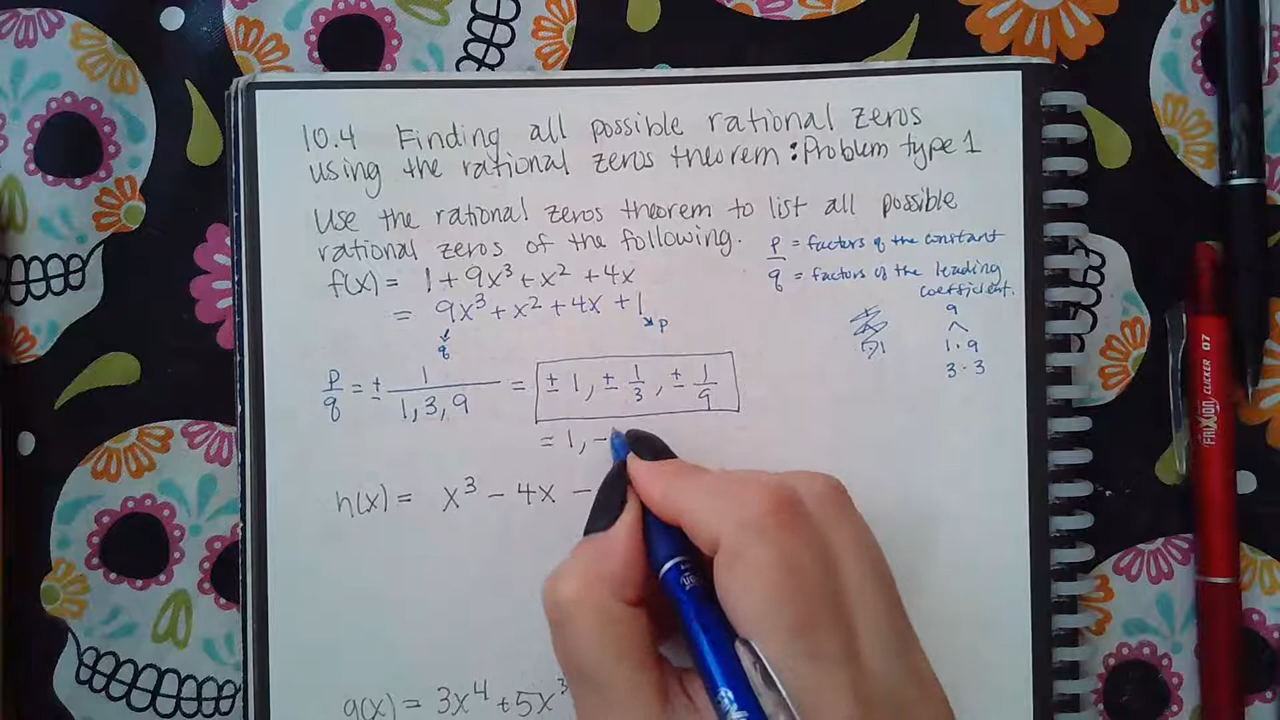 10.4 Finding all possible rational zeros
using the rational zeros theorem: Problem type 1
Use the rational zeros theorem to list all possible
rational zeros of the following.
p/q = factors of the constant
= factors of the leading
coefficient.
f(x) = 1 + 9x³ + x² + 4x
= 9x³ + x² + 4x + 1
q
p
9
1·9
3·3
p/q = ± 1/1, 3, 9 = ± 1, ± 1/3, ± 1/9
= 1, -
h(x) = x³ - 4x -
g(x) = 3x⁴ + 5x³
FRIXION CLICKER 07